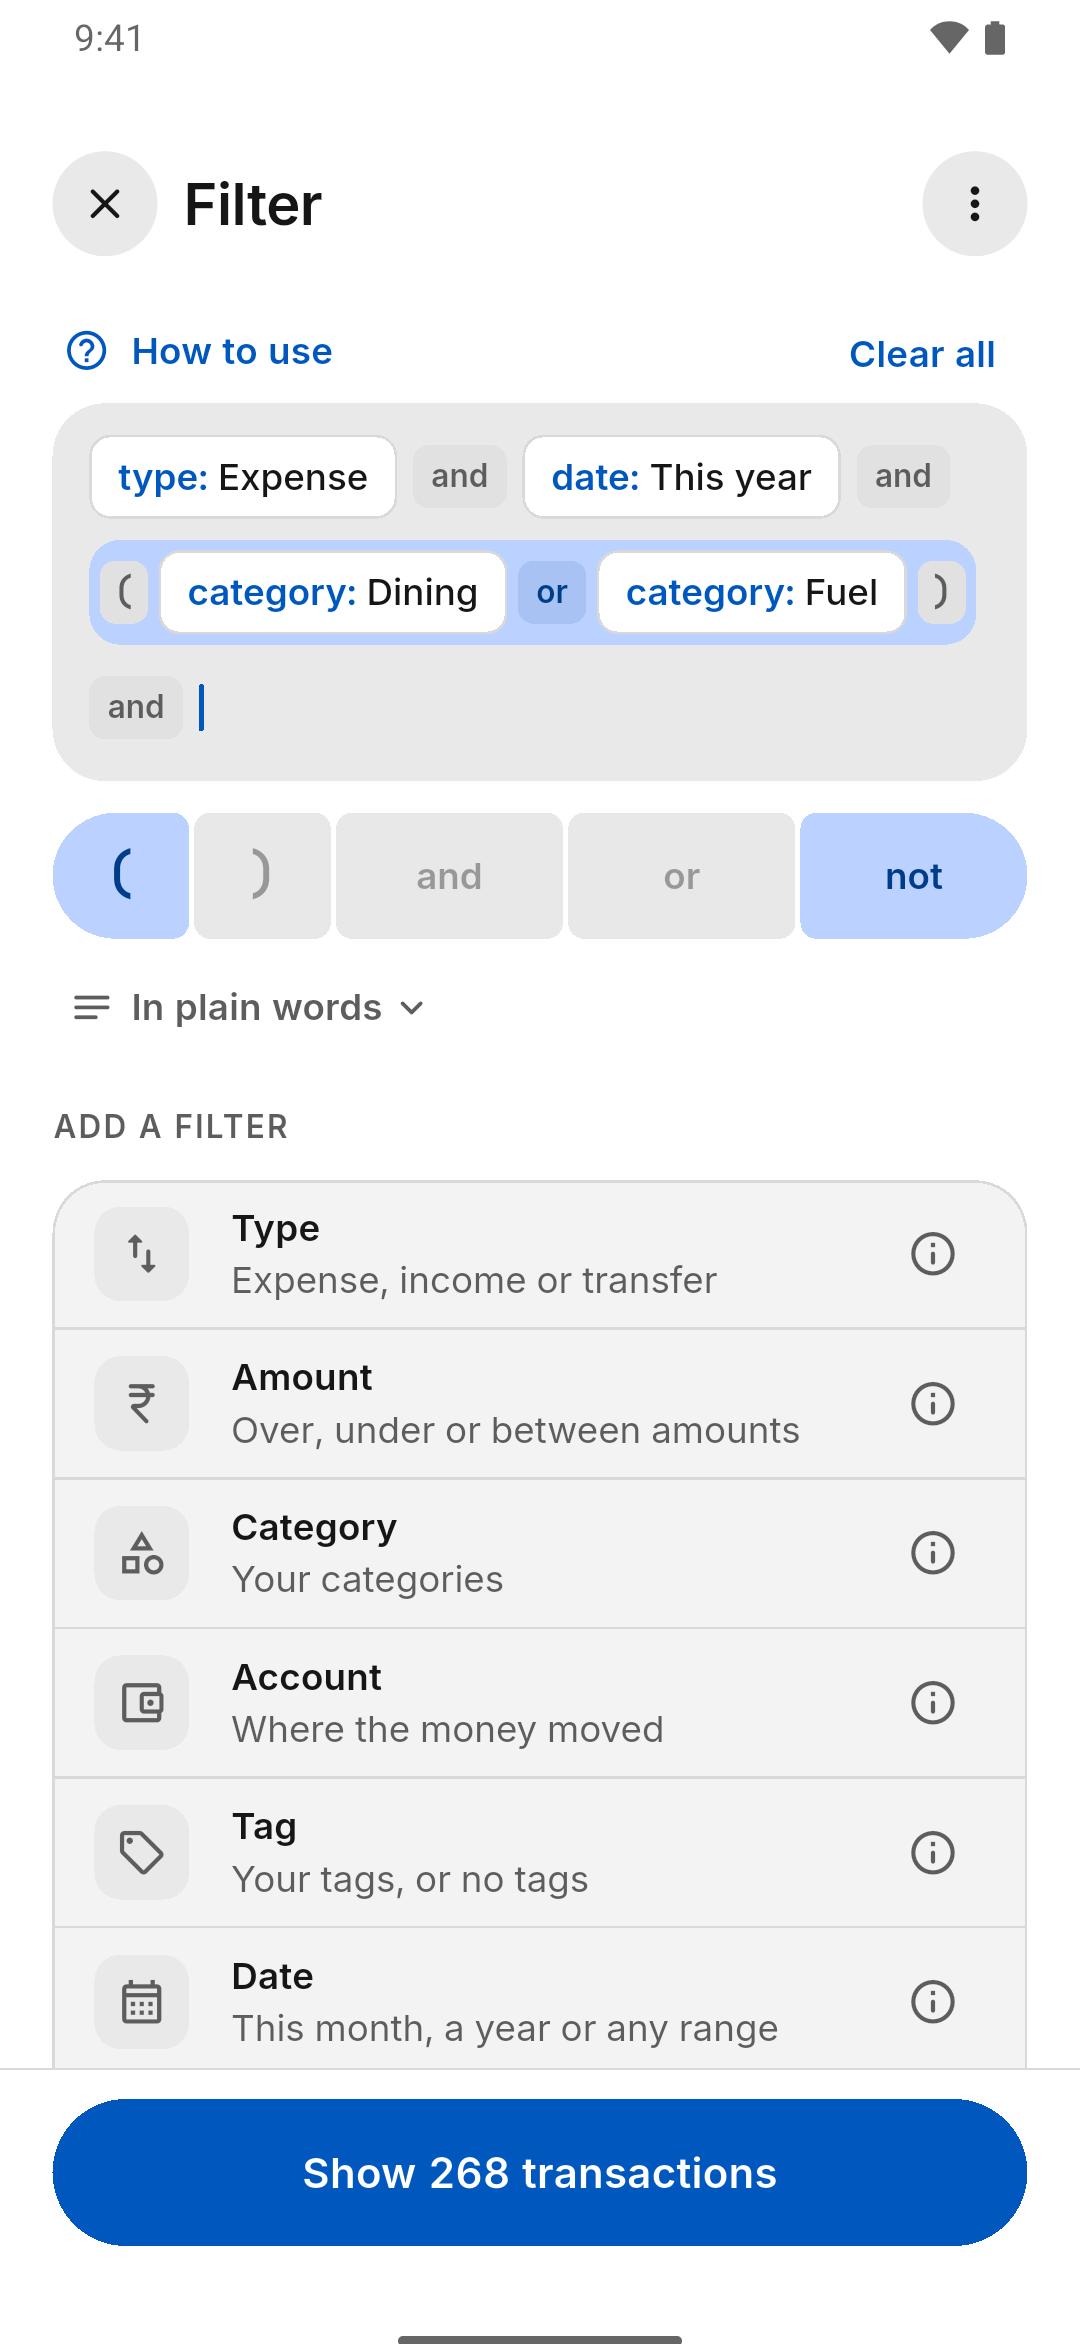 9:41
Filter
How to use
Clear all
type: Expense and date: This year and
( category: Dining or category: Fuel )
and
( ) and or not
In plain words
ADD A FILTER
Type
Expense, income or transfer
Amount
Over, under or between amounts
Category
Your categories
Account
Where the money moved
Tag
Your tags, or no tags
Date
This month, a year or any range
Show 268 transactions